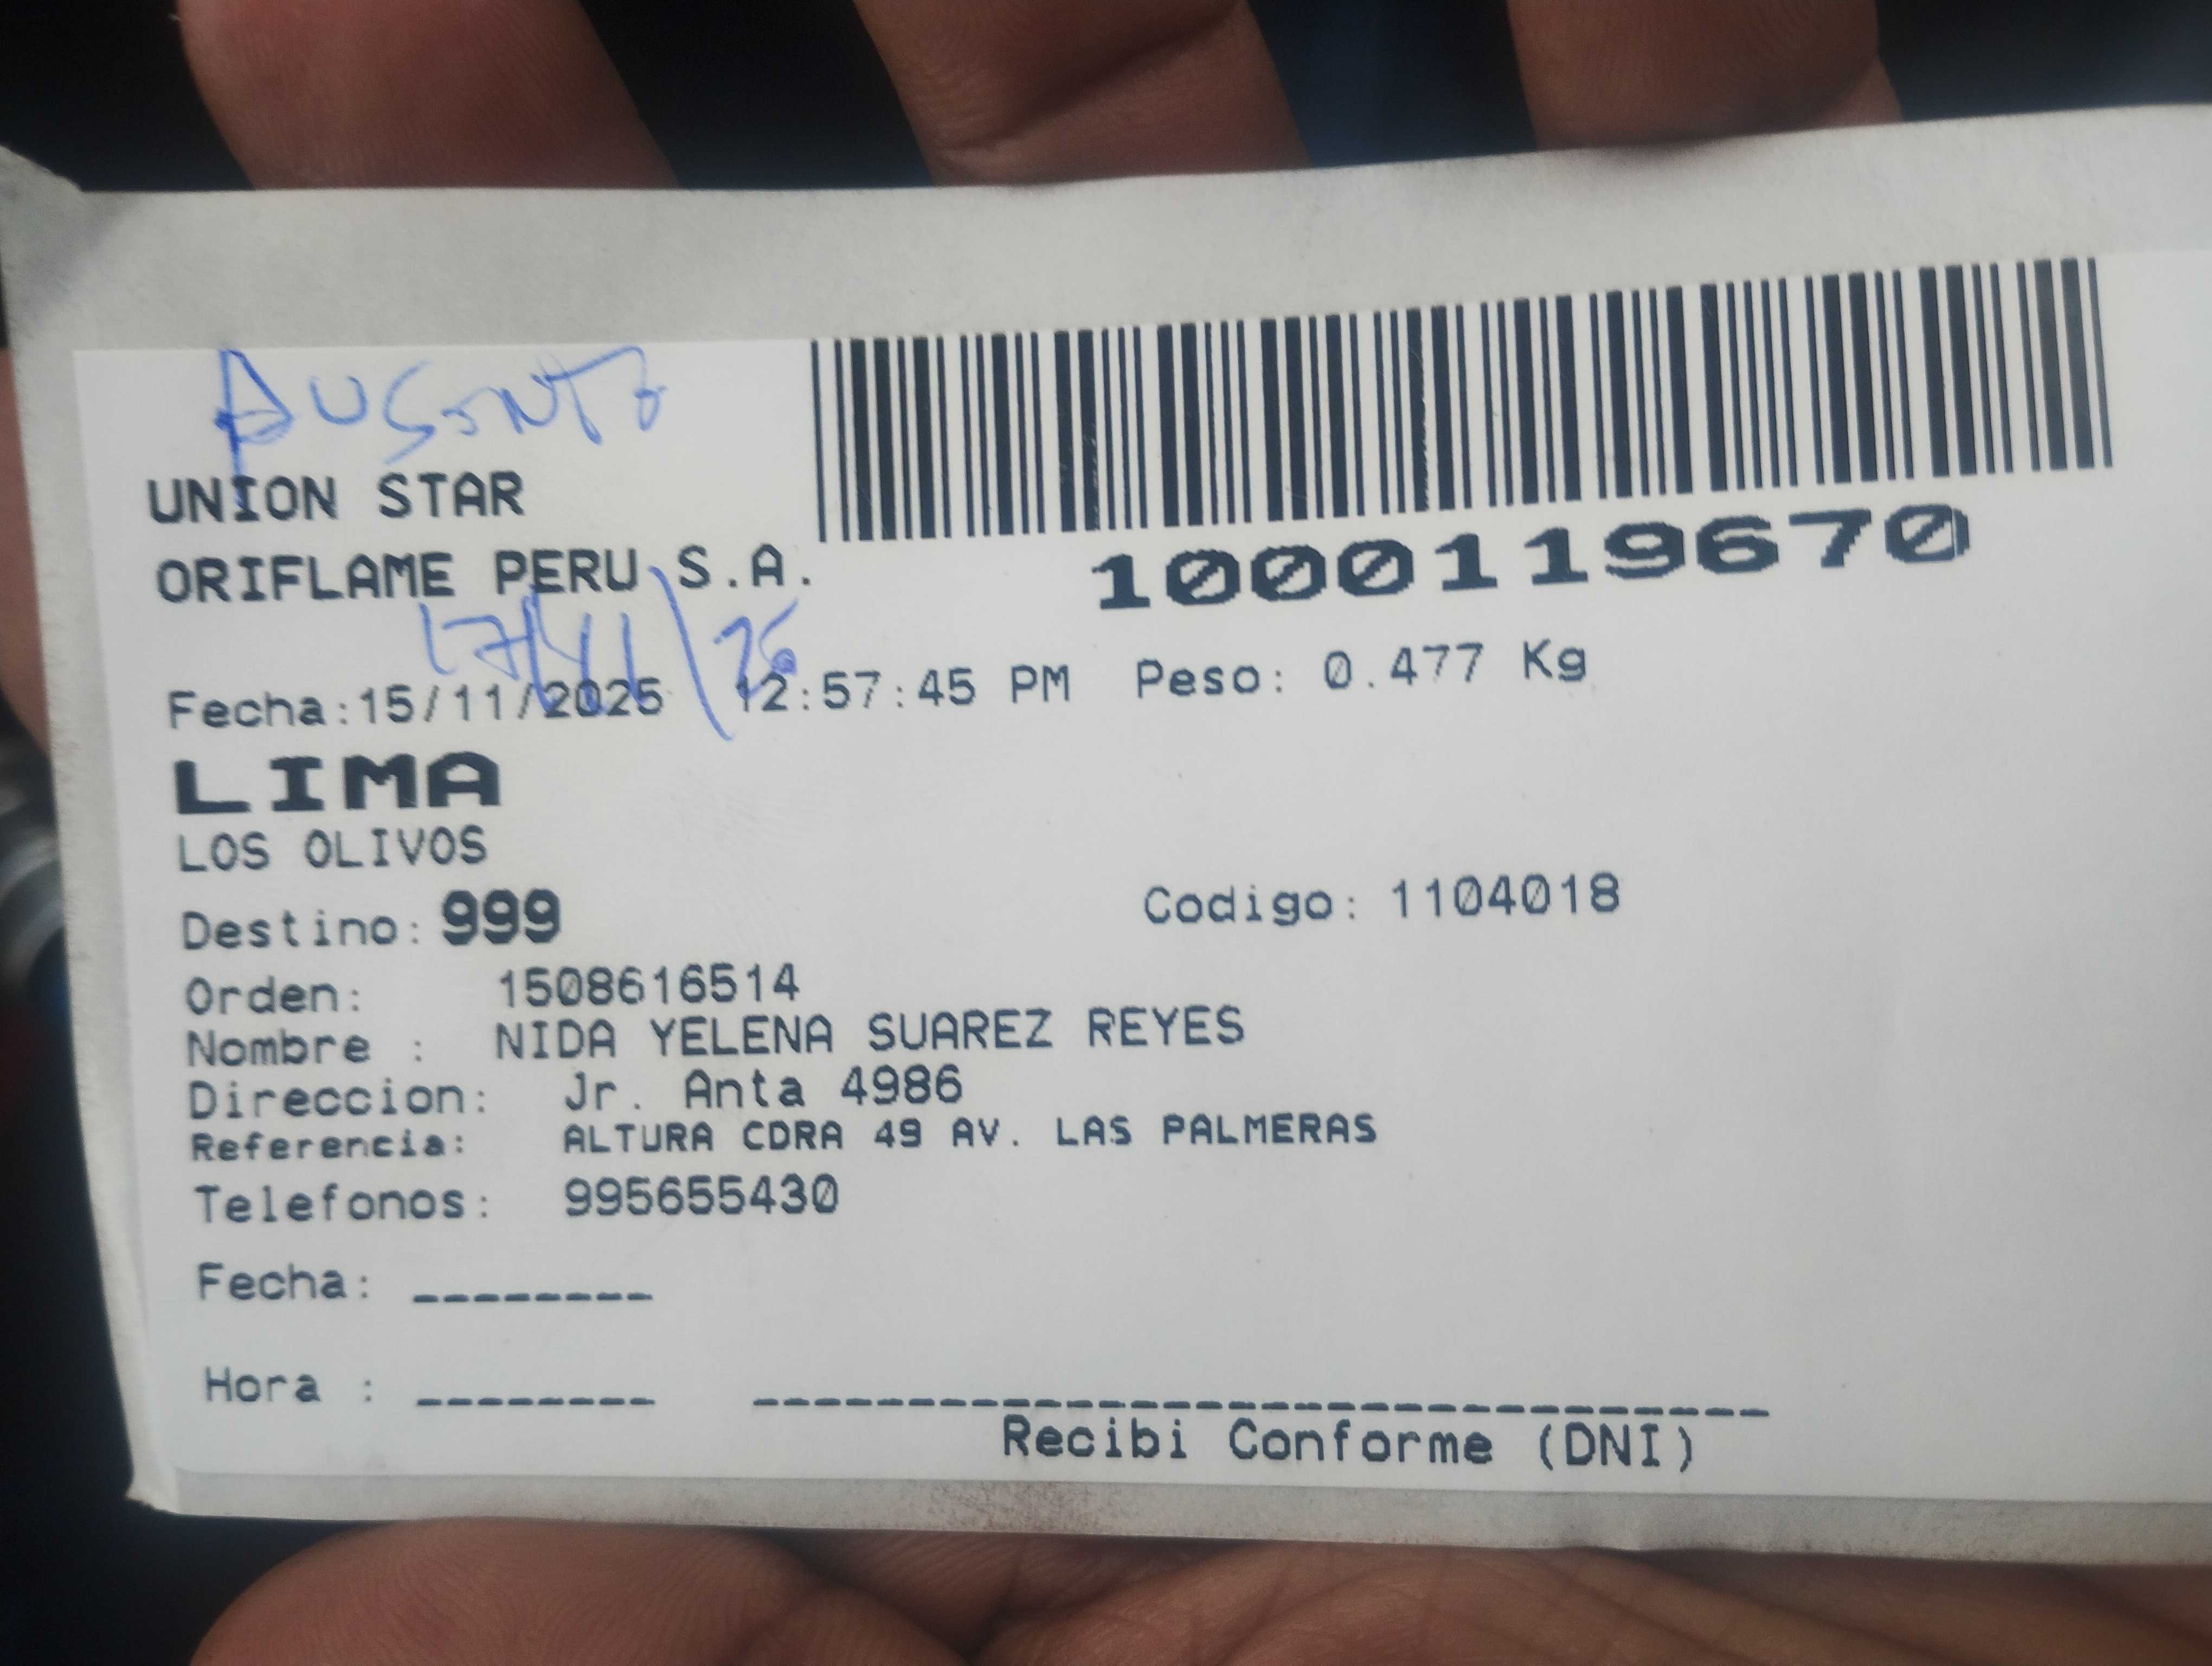 AUSENTE
UNION STAR
ORIFLAME PERU S.A.
1000119670
17/11/25
Fecha:15/11/2025 12:57:45 PM Peso: 0.477 Kg
LIMA
LOS OLIVOS
Destino: 999 Codigo: 1104018
Orden: 1508616514
Nombre : NIDA YELENA SUAREZ REYES
Direccion: Jr. Anta 4986
Referencia: ALTURA CDRA 49 AV. LAS PALMERAS
Telefonos: 995655430
Fecha: ________
Hora : ________
Recibi Conforme (DNI)